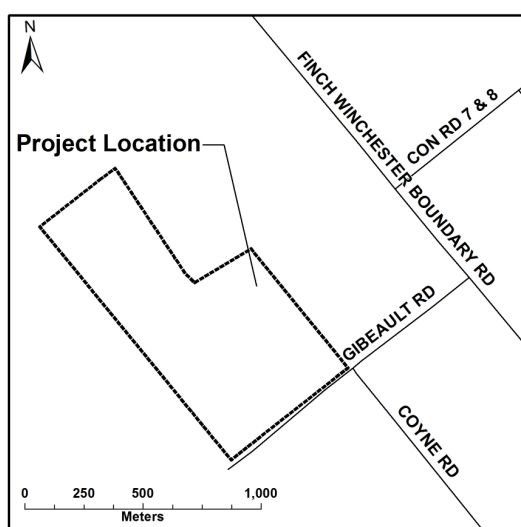 N
FINCH WINCHESTER BOUNDARY RD
CON RD 7 & 8
Project Location
GIBEAULT RD
COYNE RD
0 250 500 1,000
Meters